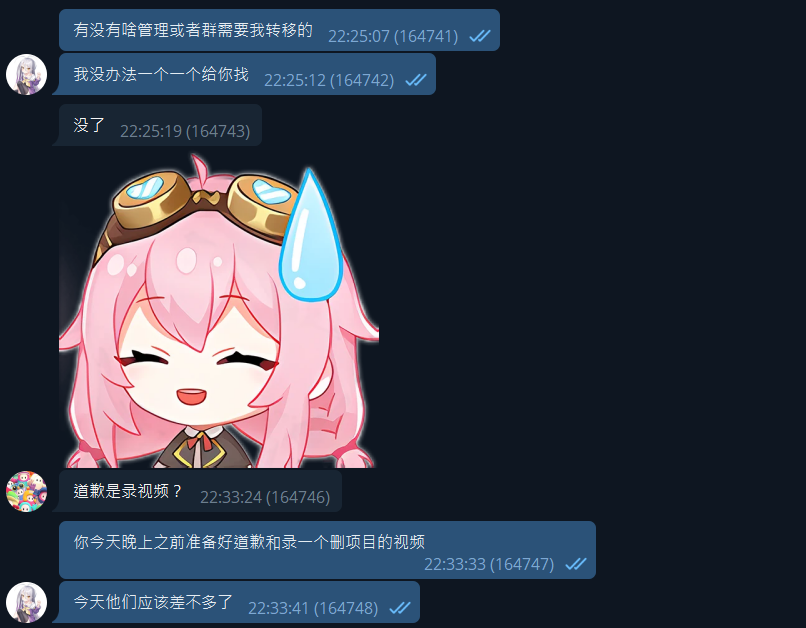 有没有啥管理或者群需要我转移的 22:25:07 (164741)
我没办法一个一个给你找 22:25:12 (164742)
没了 22:25:19 (164743)
道歉是录视频？ 22:33:24 (164746)
你今天晚上之前准备好道歉和录一个删项目的视频
22:33:33 (164747)
今天他们应该差不多了 22:33:41 (164748)